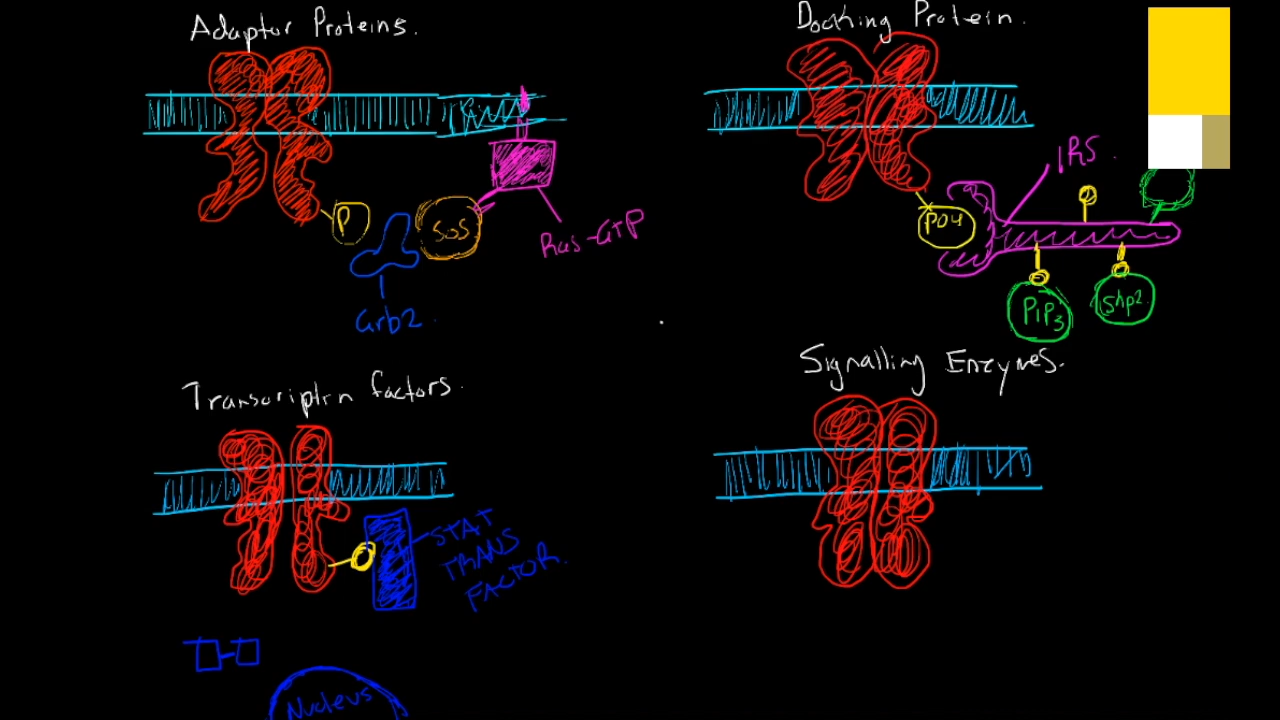 Adaptor Proteins.
Docking Protein.
IRS.
P
SOS
PO4
Ras-GTP
Grb2.
PIP3
Shp2
Signalling Enzymes.
Transcription factors.
STAT
TRANS
FACTOR.
Nucleus